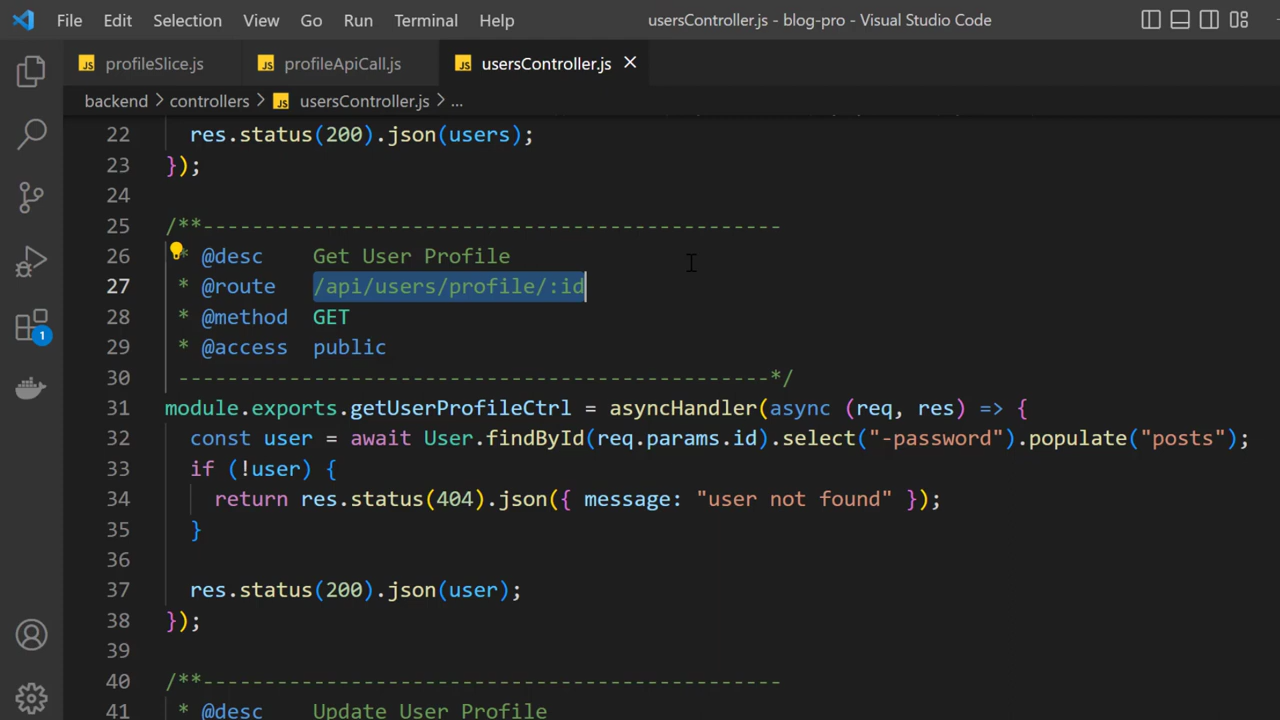 File Edit Selection View Go Run Terminal Help usersController.js - blog-pro - Visual Studio Code
JS profileSlice.js JS profileApiCall.js JS usersController.js
backend > controllers > JS usersController.js > ...
22 res.status(200).json(users);
23 });
24
25 /**-----------------------------------------------
26 * @desc Get User Profile
27 * @route /api/users/profile/:id
28 * @method GET
29 * @access public
30 ------------------------------------------------*/
31 module.exports.getUserProfileCtrl = asyncHandler(async (req, res) => {
32 const user = await User.findById(req.params.id).select("-password").populate("posts");
33 if (!user) {
34 return res.status(404).json({ message: "user not found" });
35 }
36
37 res.status(200).json(user);
38 });
39
40 /**-----------------------------------------------
41 * @desc Update User Profile
1